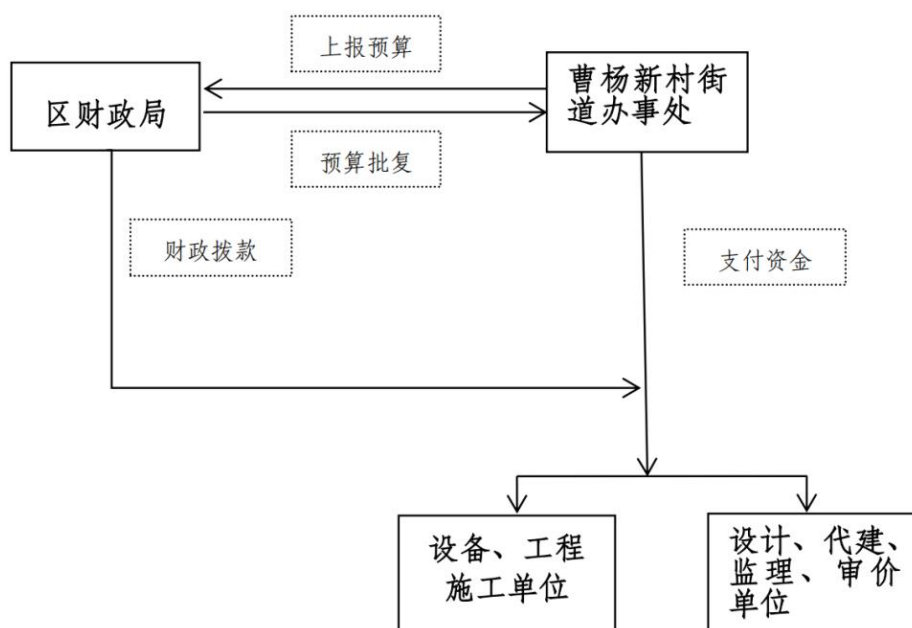 上报预算
区财政局
曹杨新村街
道办事处
预算批复
财政拨款
支付资金
设备、工程
施工单位
设计、代建、
监理、审价
单位